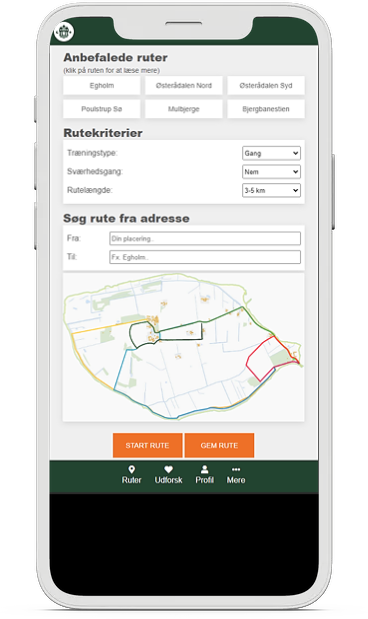 Anbefalede ruter
(klik på ruten for at læse mere)
Egholm Østerådalen Nord Østerådalen Syd
Poulstrup Sø Mulbjerge Bjergbanestien
Rutekriterier
Træningstype: Gang
Sværhedsgang: Nem
Rutelængde: 3-5 km
Søg rute fra adresse
Fra: Din placering..
Til: Fx. Egholm..
START RUTE GEM RUTE
Ruter Udforsk Profil Mere